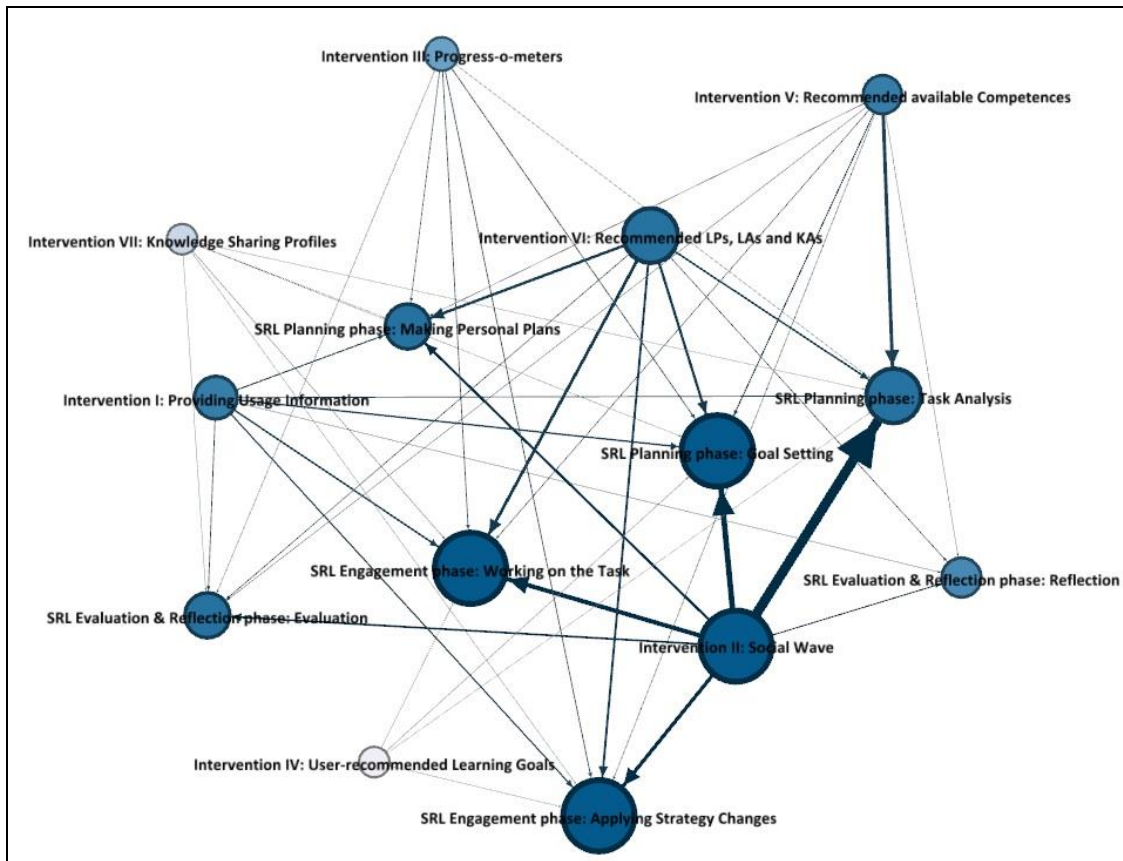 Intervention III: Progress-o-meters
Intervention V: Recommended available Competences
Intervention VII: Knowledge Sharing Profiles
Intervention VI: Recommended LPs, LAs and KAs
SRL Planning phase: Making Personal Plans
Intervention I: Providing Usage Information
SRL Planning phase: Task Analysis
SRL Planning phase: Goal Setting
SRL Engagement phase: Working on the Task
SRL Evaluation & Reflection phase: Reflection
SRL Evaluation & Reflection phase: Evaluation
Intervention II: Social Wave
Intervention IV: User-recommended Learning Goals
SRL Engagement phase: Applying Strategy Changes